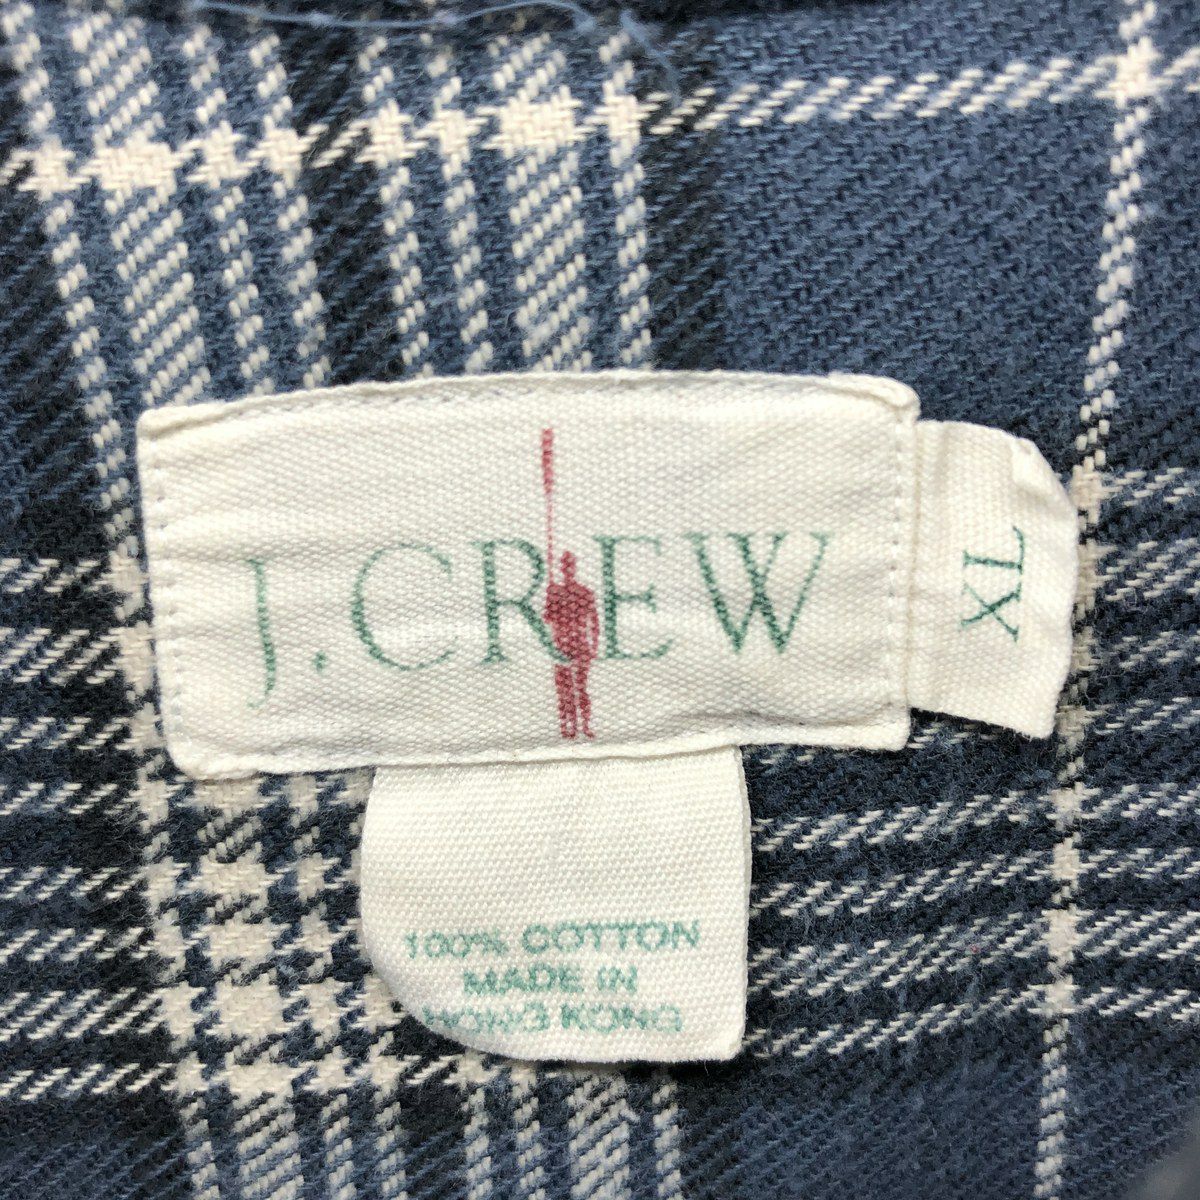 J.CREW
XL
100% COTTON
MADE IN
HONG KONG